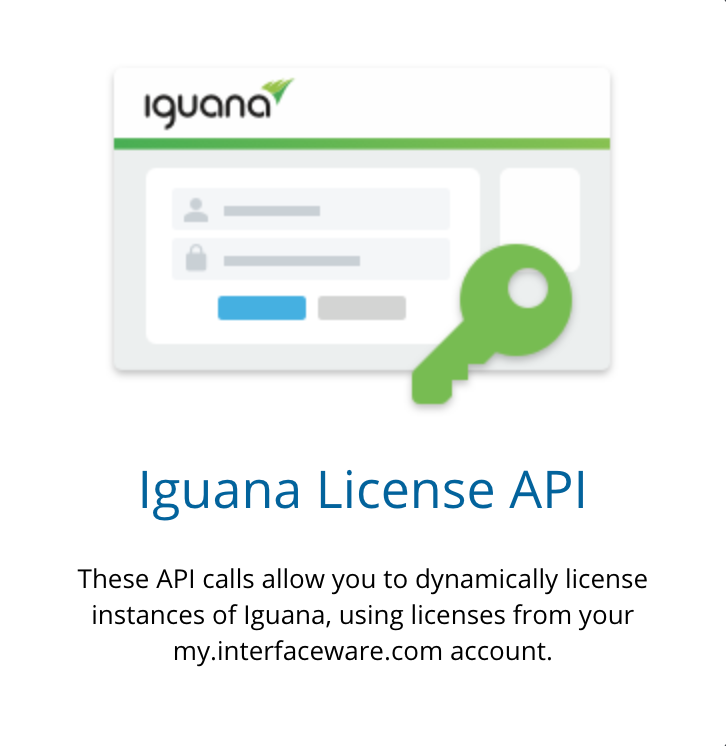 iguana
Iguana License API
These API calls allow you to dynamically license
instances of Iguana, using licenses from your
my.interfaceware.com account.